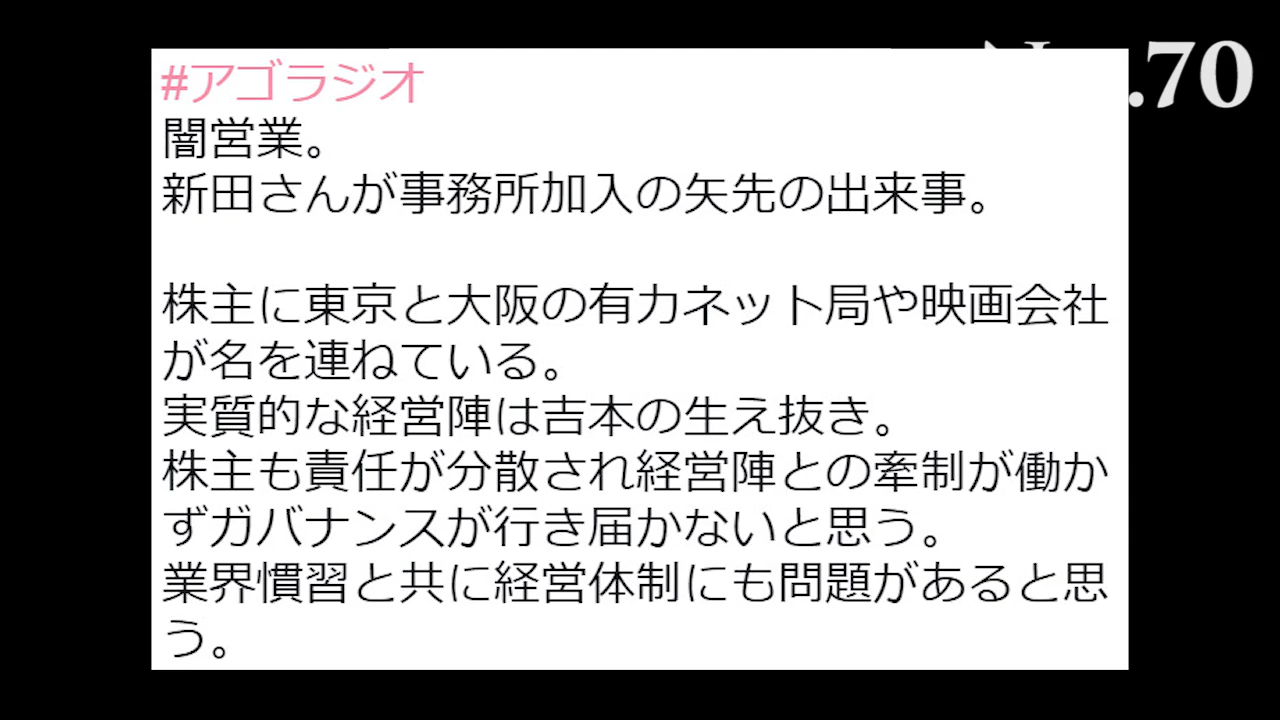 .70
#アゴラジオ
闇営業。
新田さんが事務所加入の矢先の出来事。
株主に東京と大阪の有力ネット局や映画会社
が名を連ねている。
実質的な経営陣は吉本の生え抜き。
株主も責任が分散され経営陣との牽制が働か
ずガバナンスが行き届かないと思う。
業界慣習と共に経営体制にも問題があると思
う。